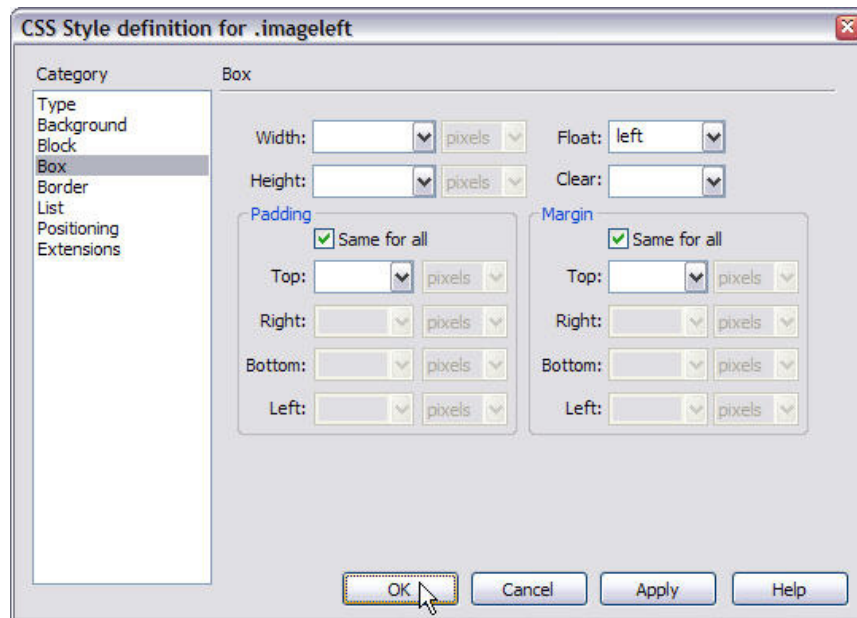 CSS Style definition for .imageleft
Category
Type
Background
Block
Box
Border
List
Positioning
Extensions
Box
Width: pixels Float: left
Height: pixels Clear:
Padding
Same for all
Top: pixels
Right: pixels
Bottom: pixels
Left: pixels
Margin
Same for all
Top: pixels
Right: pixels
Bottom: pixels
Left: pixels
OK Cancel Apply Help